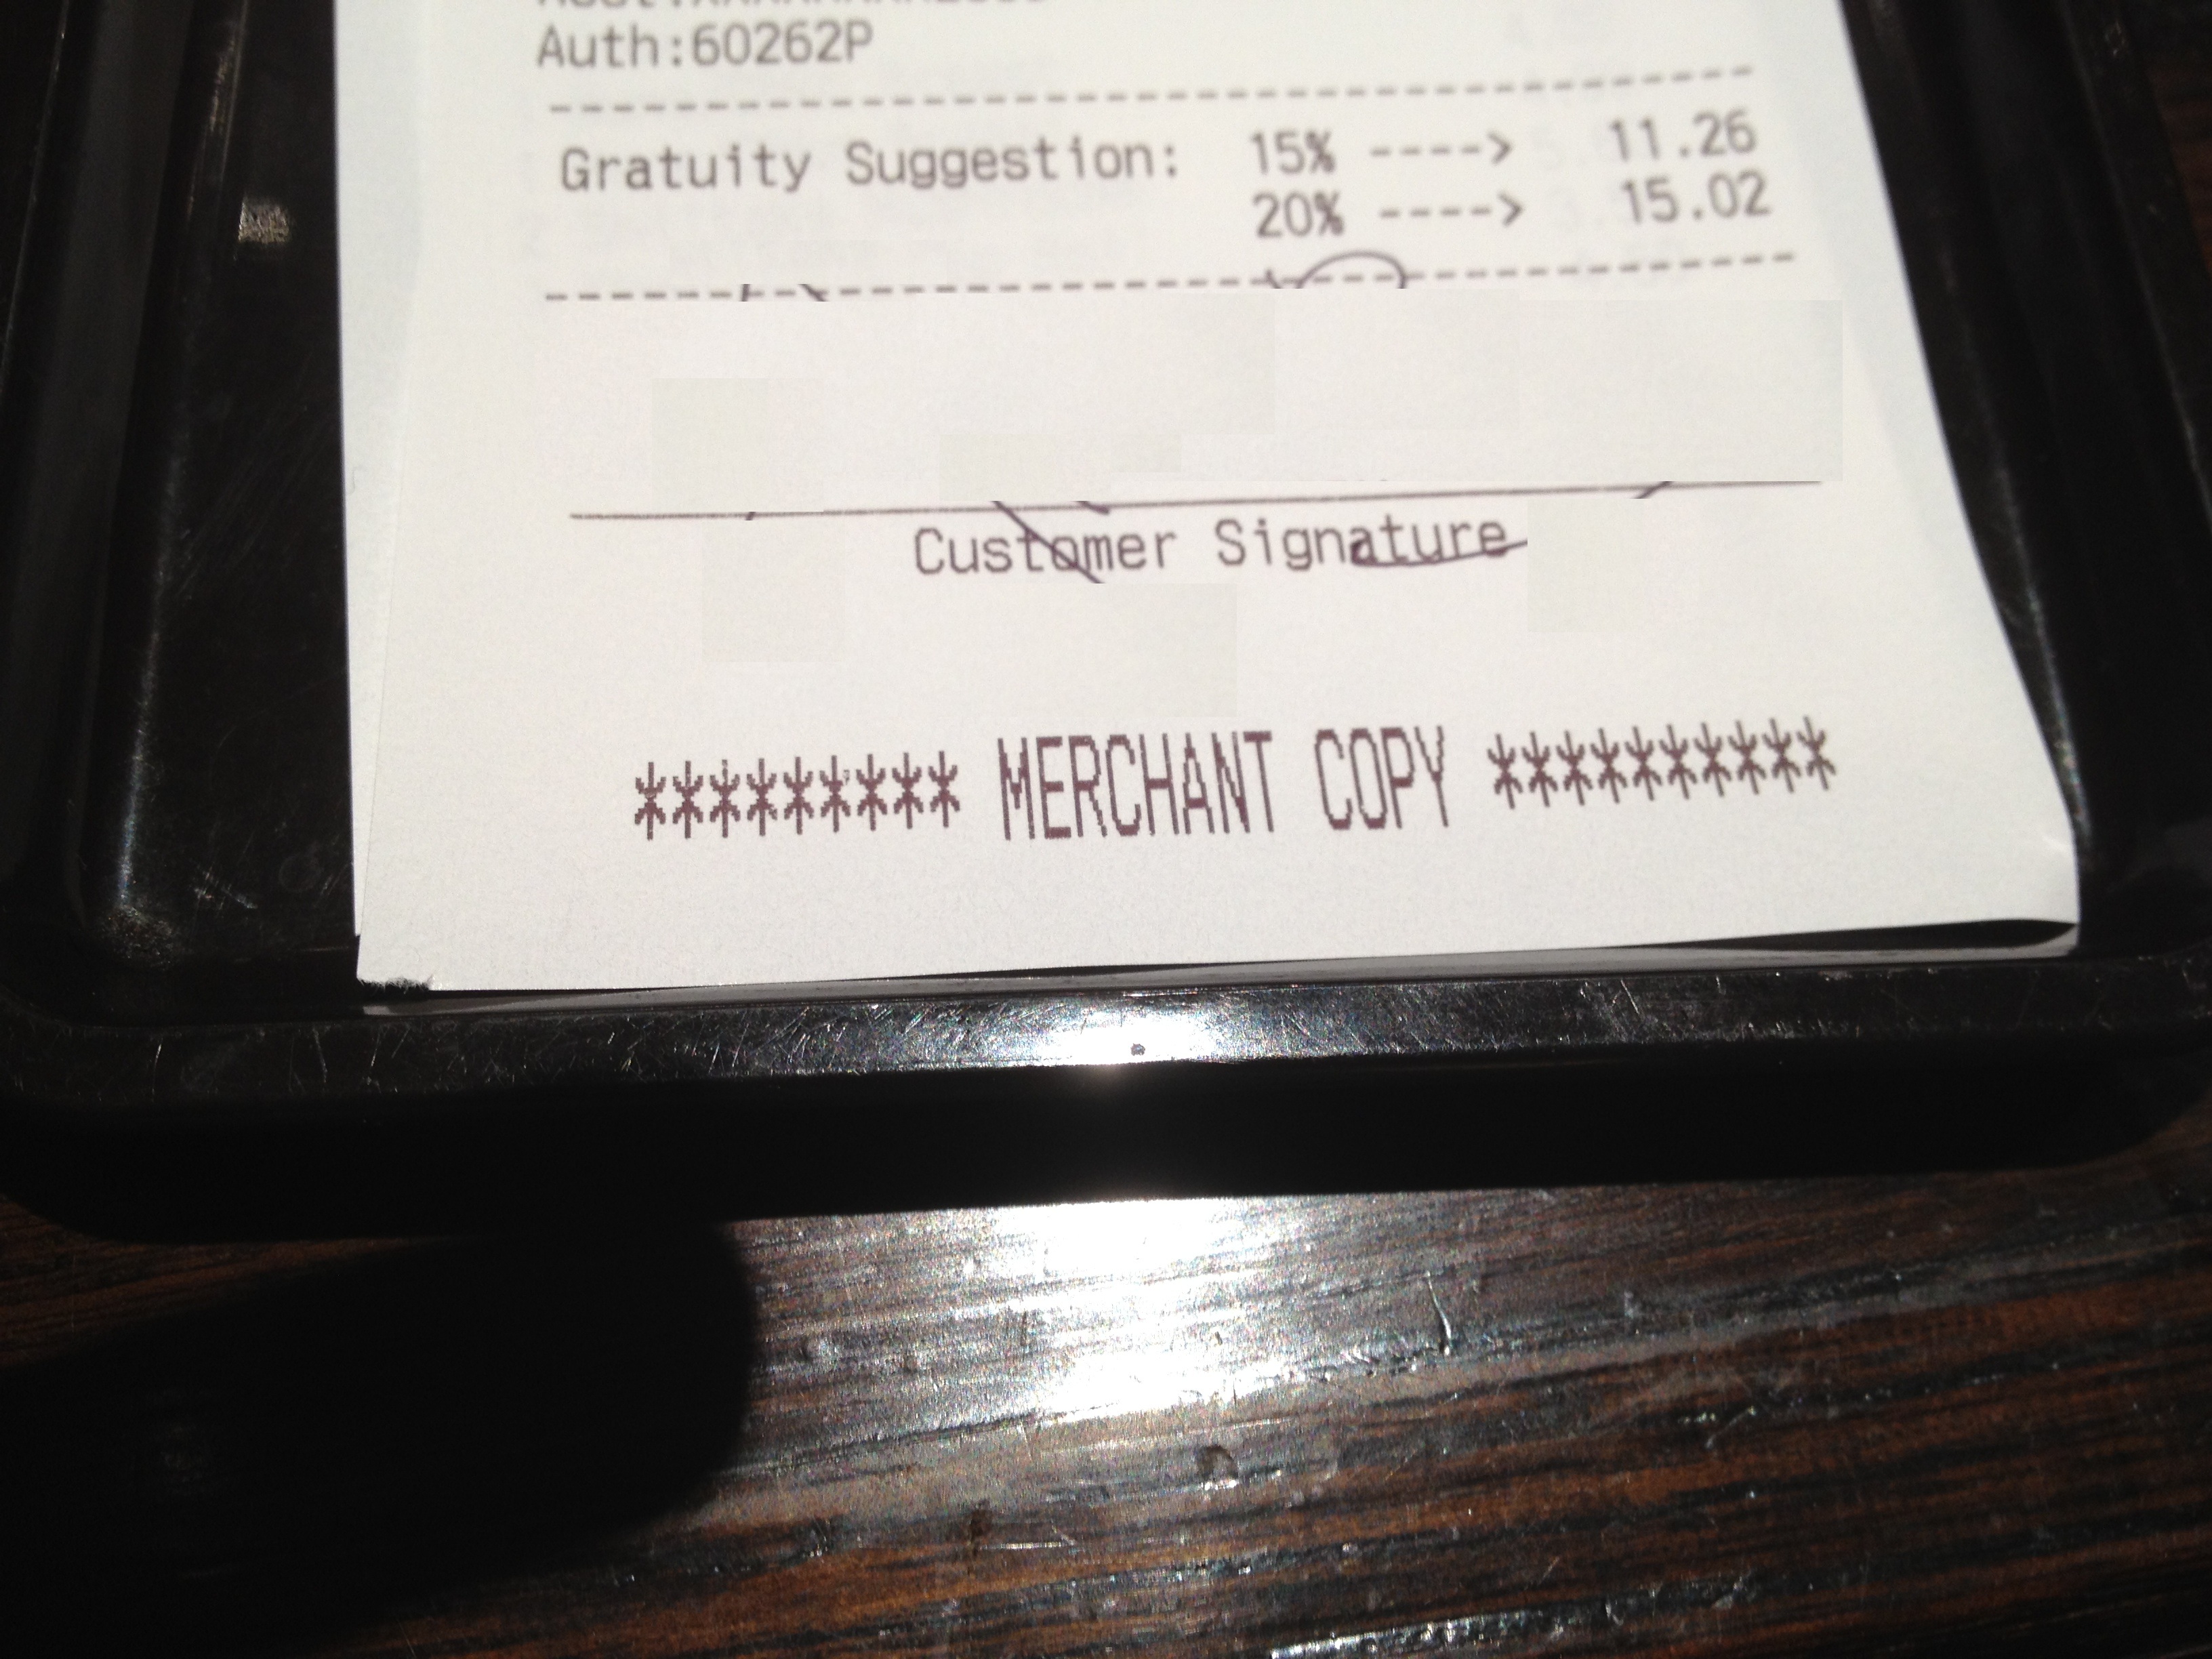 Auth:60262P
Gratuity Suggestion: 15% ----> 11.26
20% ----> 15.02
Customer Signature
********* MERCHANT COPY **********